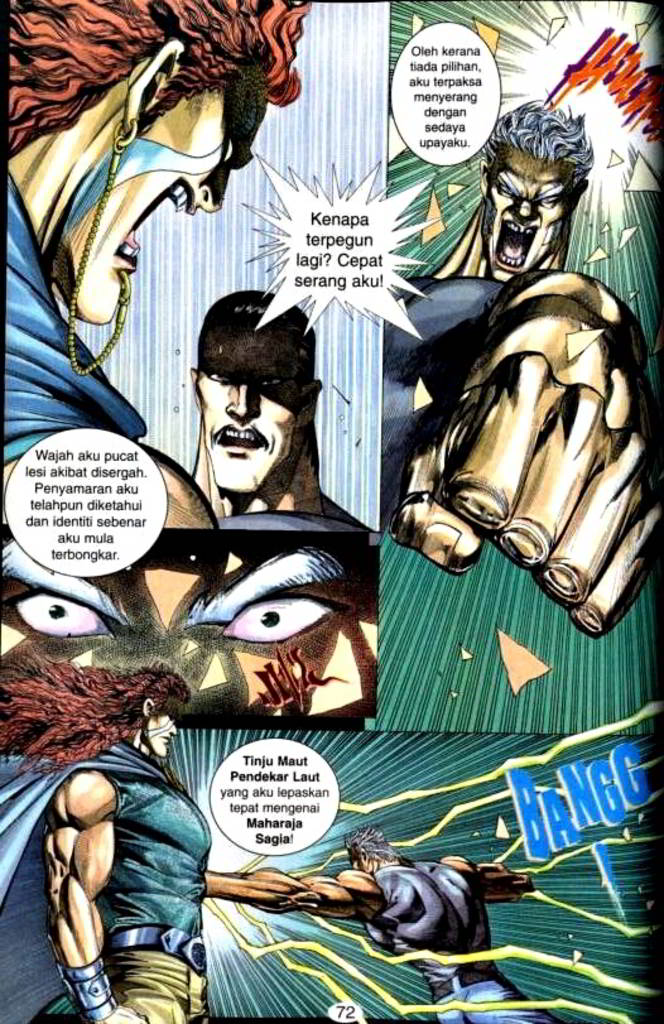 Kenapa
terpegun
lagi? Cepat
serang aku!
Oleh kerana
tiada pilihan,
aku terpaksa
menyerang
dengan
sedaya
upayaku.
Wajah aku pucat
lesi akibat disergah.
Penyamaran aku
telahpun diketahui
dan identiti sebenar
aku mula
terbongkar.
Tinju Maut
Pendekar Laut
yang aku lepaskan
tepat mengenai
Maharaja
Sagia!
BANGG
!
72